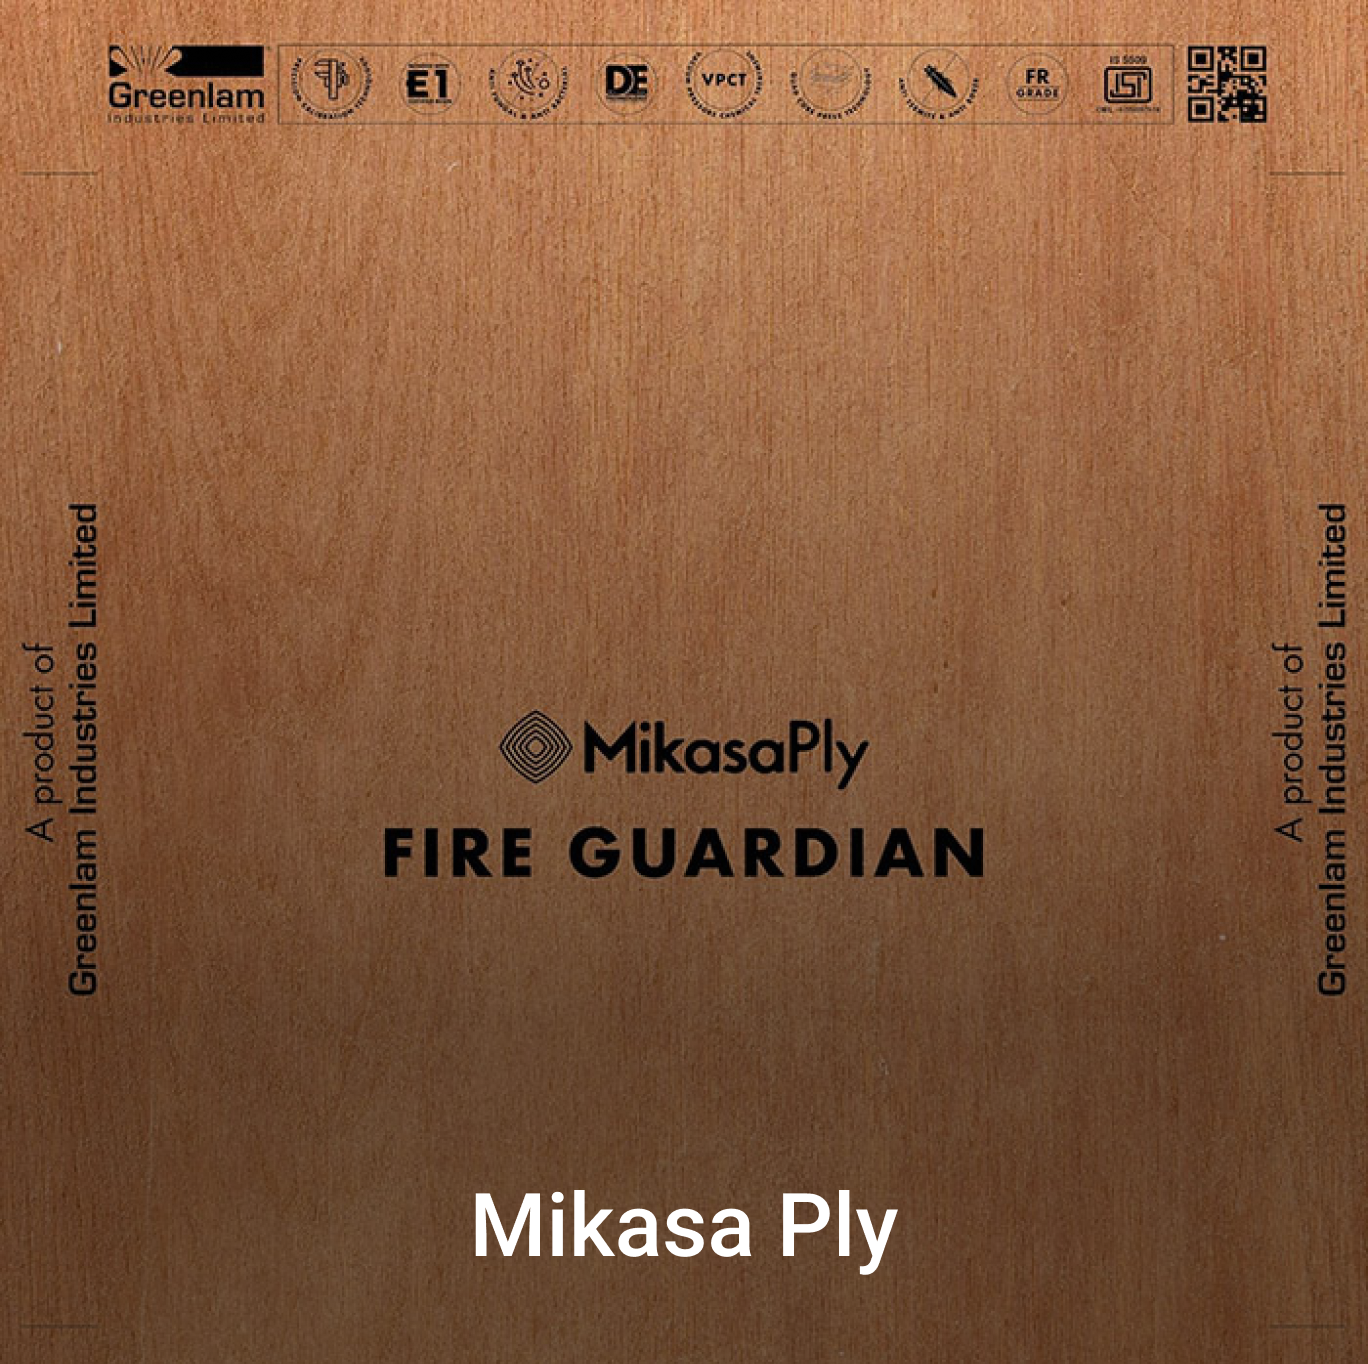 Greenlam
Industries Limited
E1
DE
VPCT
FR
GRADE
IS 5509
A product of
Greenlam Industries Limited
MikasaPly
FIRE GUARDIAN
A product of
Greenlam Industries Limited
Mikasa Ply